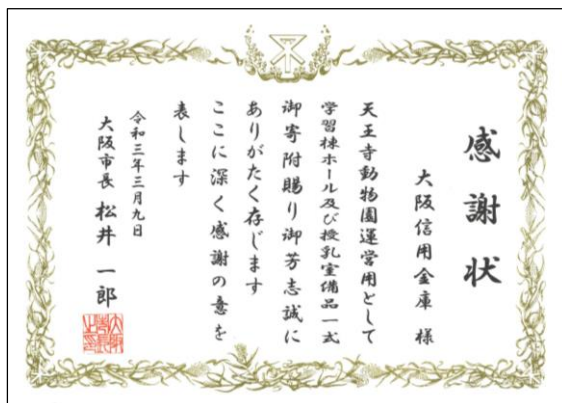 感謝状
大阪信用金庫 様
天王寺動物園運営用として
学習棟ホール及び授乳室備品一式
御寄附賜り御芳志誠に
ありがたく存じます
ここに深く感謝の意を
表します
令和三年三月九日
大阪市長 松井 一郎